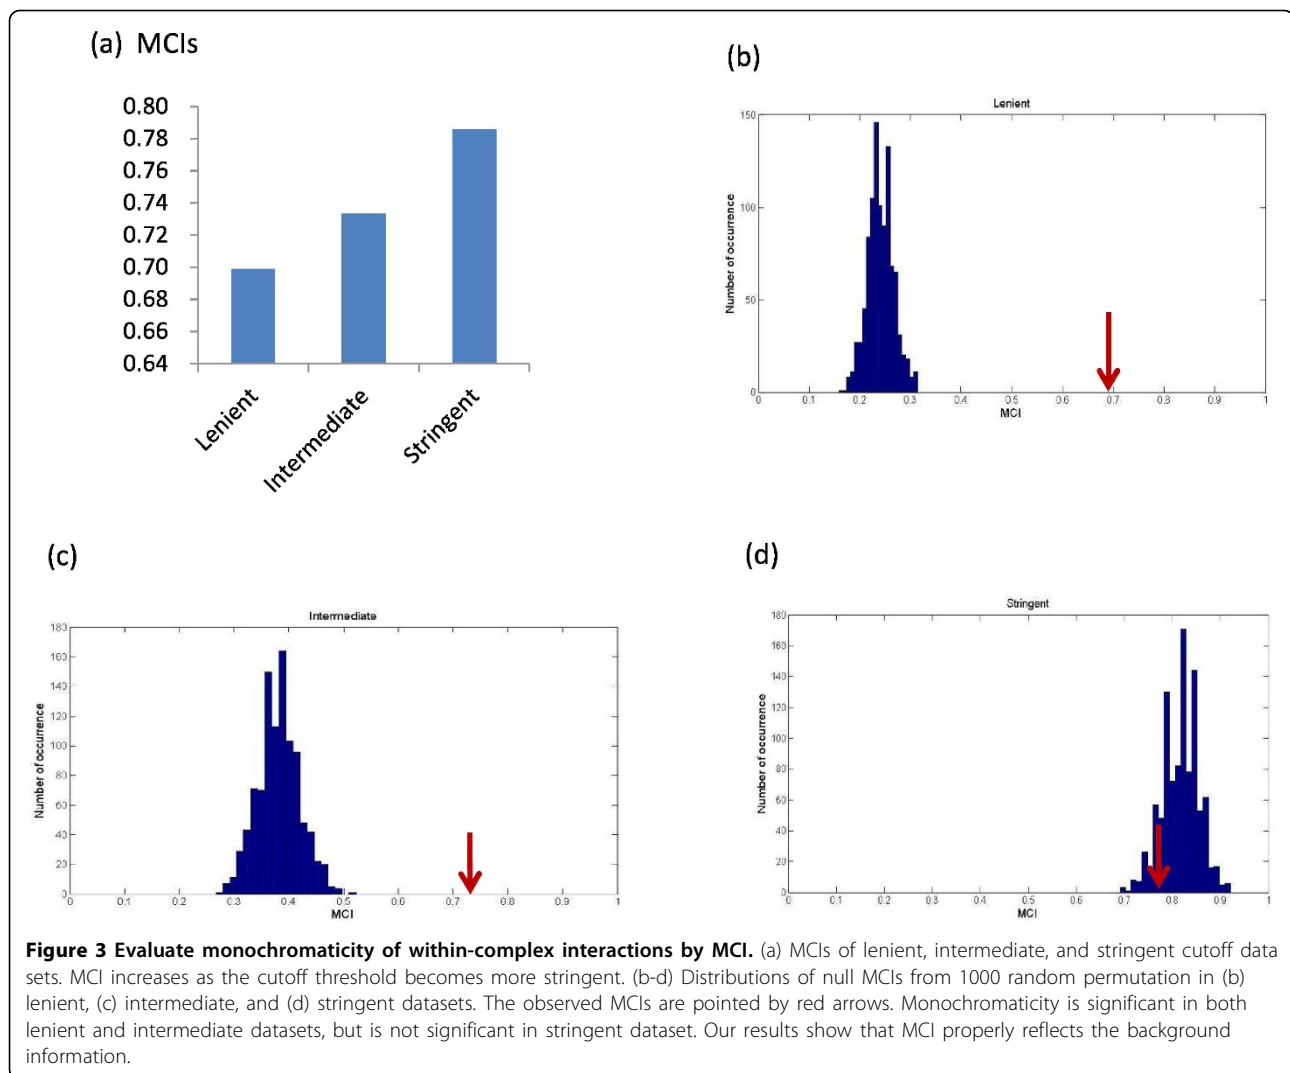 (a) MCIs
0.80
0.78
0.76
0.74
0.72
0.70
0.68
0.66
0.64
Lenient
Intermediate
Stringent
(b)
Lenient
Number of occurrence
150
100
50
0
0 0.1 0.2 0.3 0.4 0.5 0.6 0.7 0.8 0.9 1
MCI
(c)
Intermediate
Number of occurrence
180
160
140
120
100
80
60
40
20
0
0 0.1 0.2 0.3 0.4 0.5 0.6 0.7 0.8 0.9 1
MCI
(d)
Stringent
Number of occurrence
180
160
140
120
100
80
60
40
20
0
0 0.1 0.2 0.3 0.4 0.5 0.6 0.7 0.8 0.9 1
MCI
Figure 3 Evaluate monochromaticity of within-complex interactions by MCI. (a) MCIs of lenient, intermediate, and stringent cutoff data
sets. MCI increases as the cutoff threshold becomes more stringent. (b-d) Distributions of null MCIs from 1000 random permutation in (b)
lenient, (c) intermediate, and (d) stringent datasets. The observed MCIs are pointed by red arrows. Monochromaticity is significant in both
lenient and intermediate datasets, but is not significant in stringent dataset. Our results show that MCI properly reflects the background
information.